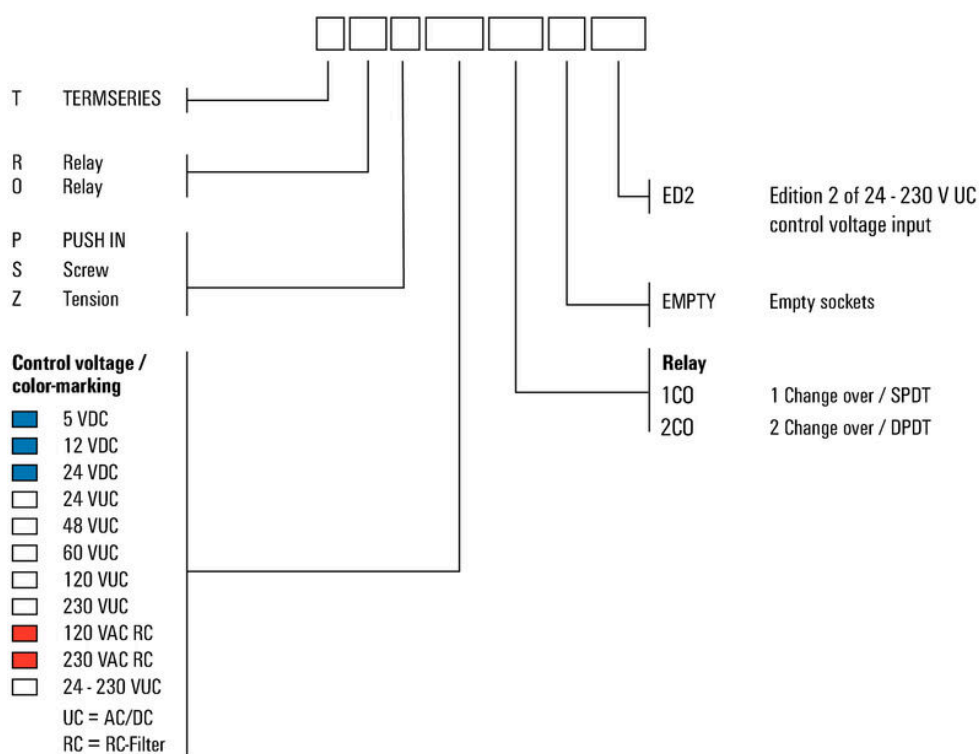 T TERMSERIES
R Relay
O Relay
P PUSH IN
S Screw
Z Tension
Control voltage /
color-marking
5 VDC
12 VDC
24 VDC
24 VUC
48 VUC
60 VUC
120 VUC
230 VUC
120 VAC RC
230 VAC RC
24 - 230 VUC
UC = AC/DC
RC = RC-Filter
ED2 Edition 2 of 24 - 230 V UC
control voltage input
EMPTY Empty sockets
Relay
1CO 1 Change over / SPDT
2CO 2 Change over / DPDT